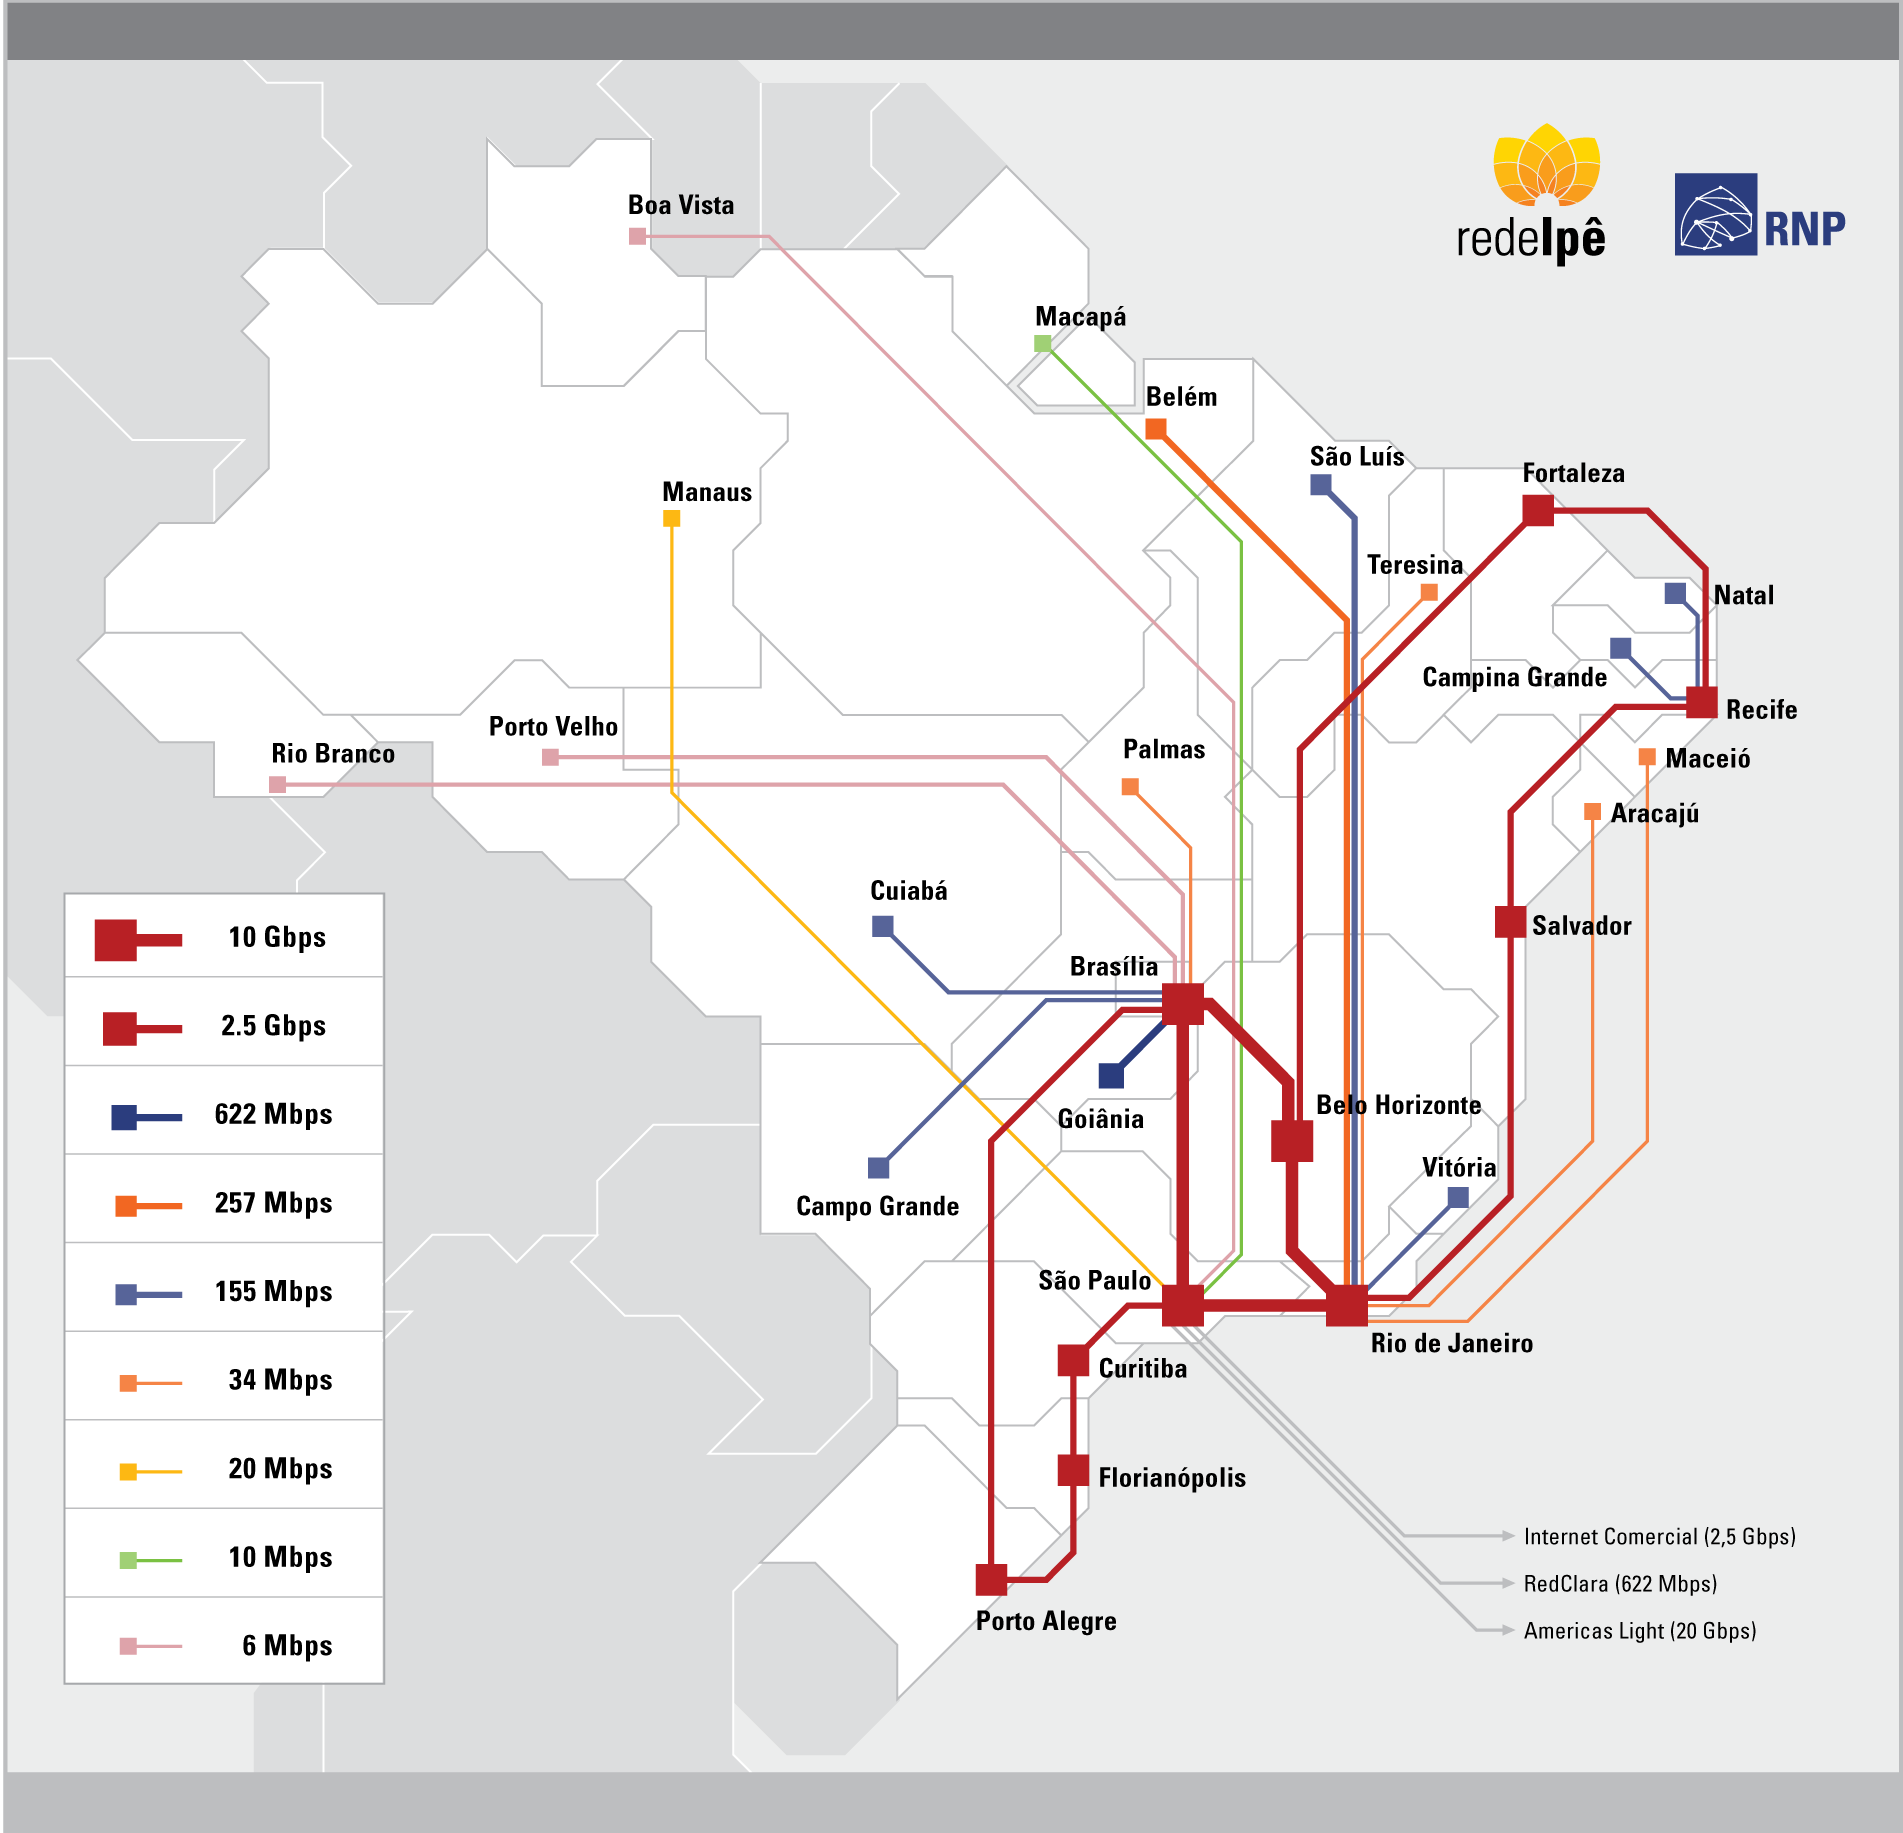 redeIpê
RNP
Boa Vista
Macapá
Belém
São Luís
Fortaleza
Manaus
Teresina
Natal
Campina Grande
Recife
Porto Velho
Rio Branco
Palmas
Maceió
Aracajú
Cuiabá
Salvador
Brasília
Belo Horizonte
Goiânia
Vitória
Campo Grande
São Paulo
Rio de Janeiro
Curitiba
Florianópolis
Porto Alegre
10 Gbps
2.5 Gbps
622 Mbps
257 Mbps
155 Mbps
34 Mbps
20 Mbps
10 Mbps
6 Mbps
Internet Comercial (2,5 Gbps)
RedClara (622 Mbps)
Americas Light (20 Gbps)